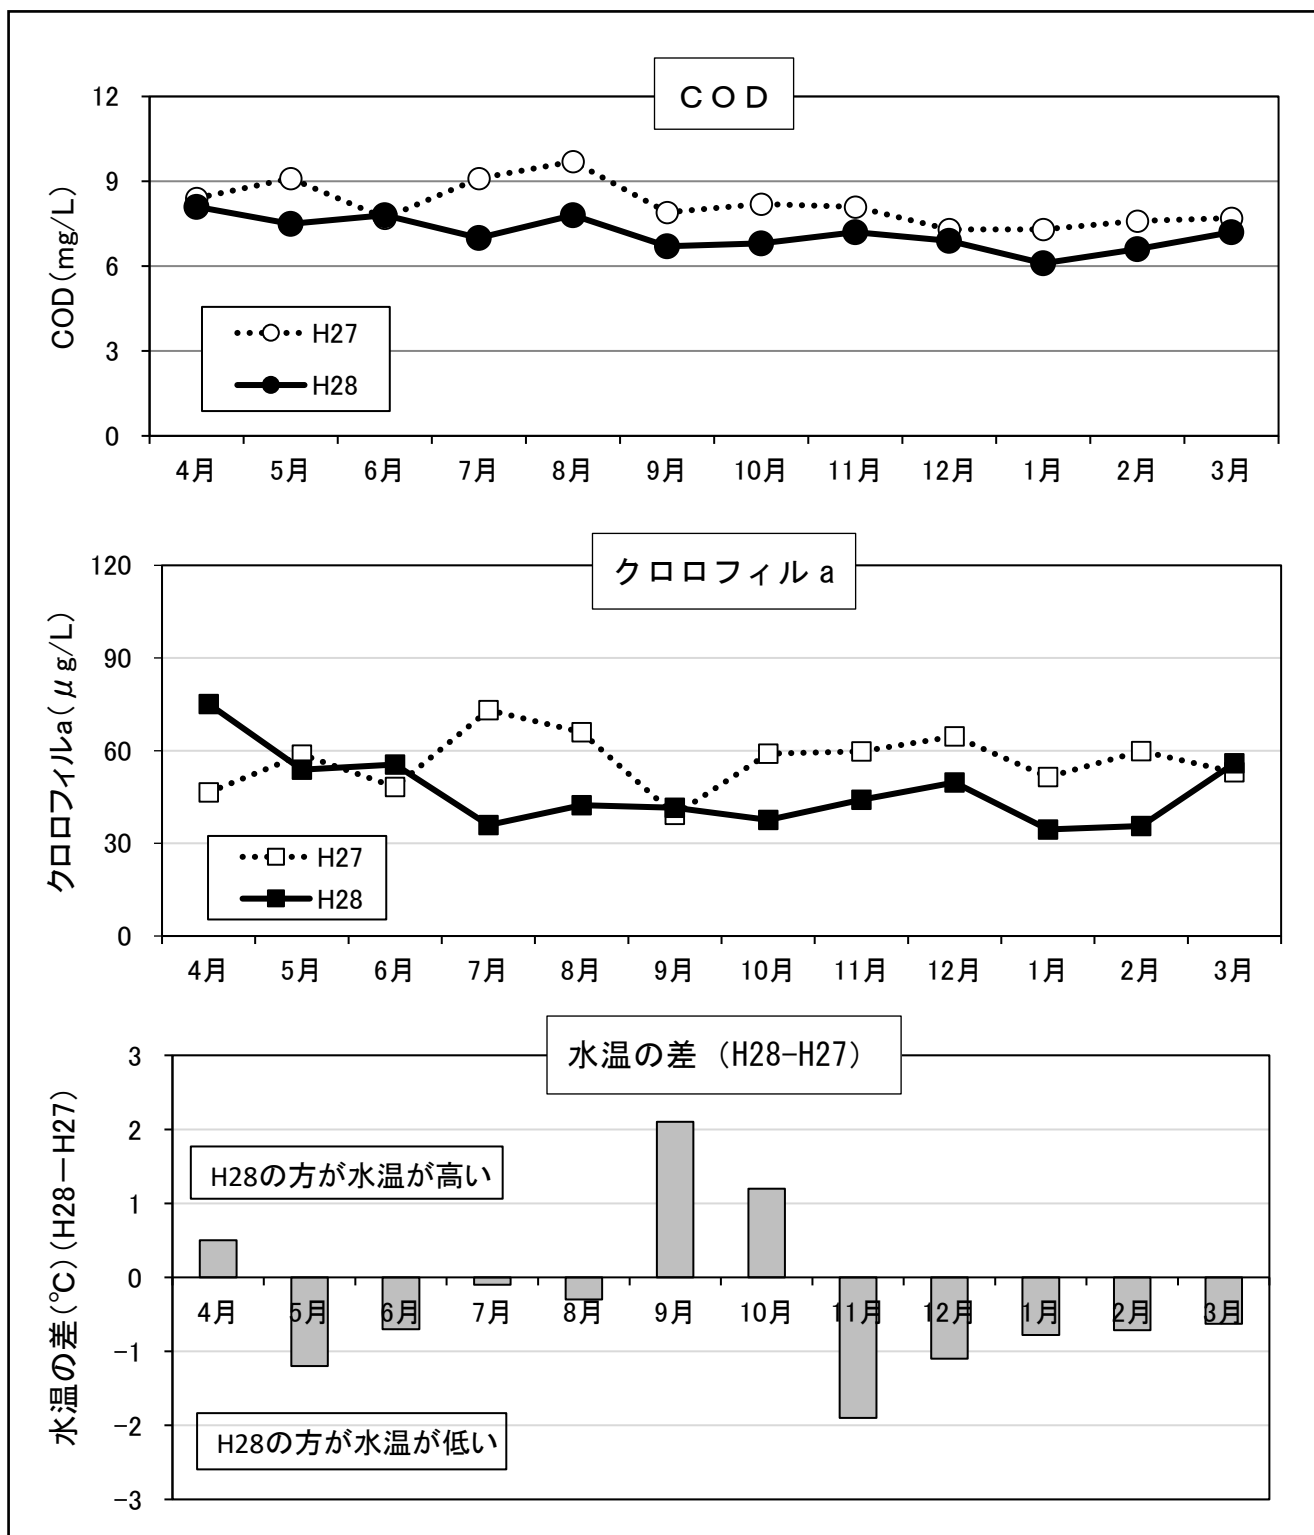 COD
COD(mg/L)
12
9
6
3
0
H27
H28
4月 5月 6月 7月 8月 9月 10月 11月 12月 1月 2月 3月
クロロフィル a
クロロフィルa(μg/L)
120
90
60
30
0
H27
H28
4月 5月 6月 7月 8月 9月 10月 11月 12月 1月 2月 3月
水温の差 (H28-H27)
水温の差(℃)(H28－H27)
3
2
1
0
-1
-2
-3
H28の方が水温が高い
4月 5月 6月 7月 8月 9月 10月 11月 12月 1月 2月 3月
H28の方が水温が低い